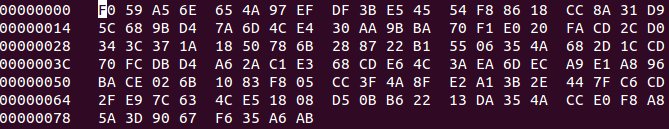 00000000 F0 59 A5 6E 65 4A 97 EF DF 3B E5 45 54 F8 86 18 CC 8A 31 D9
00000014 5C 68 9B D4 7A 6D 4C E4 30 AA 9B BA 70 F1 E0 20 FA CD 2C D0
00000028 34 3C 37 1A 18 50 78 6B 28 87 22 B1 55 06 35 4A 68 2D 1C CD
0000003C 70 FC DB D4 A6 2A C1 E3 68 CD E6 4C 3A EA 6D EC A9 E1 A8 96
00000050 BA CE 02 6B 10 83 F8 05 CC 3F 4A 8F E2 A1 3B 2E 44 7F C6 CD
00000064 2F E9 7C 63 4C E5 18 08 D5 0B B6 22 13 DA 35 4A CC E0 F8 A8
00000078 5A 3D 90 67 F6 35 A6 AB